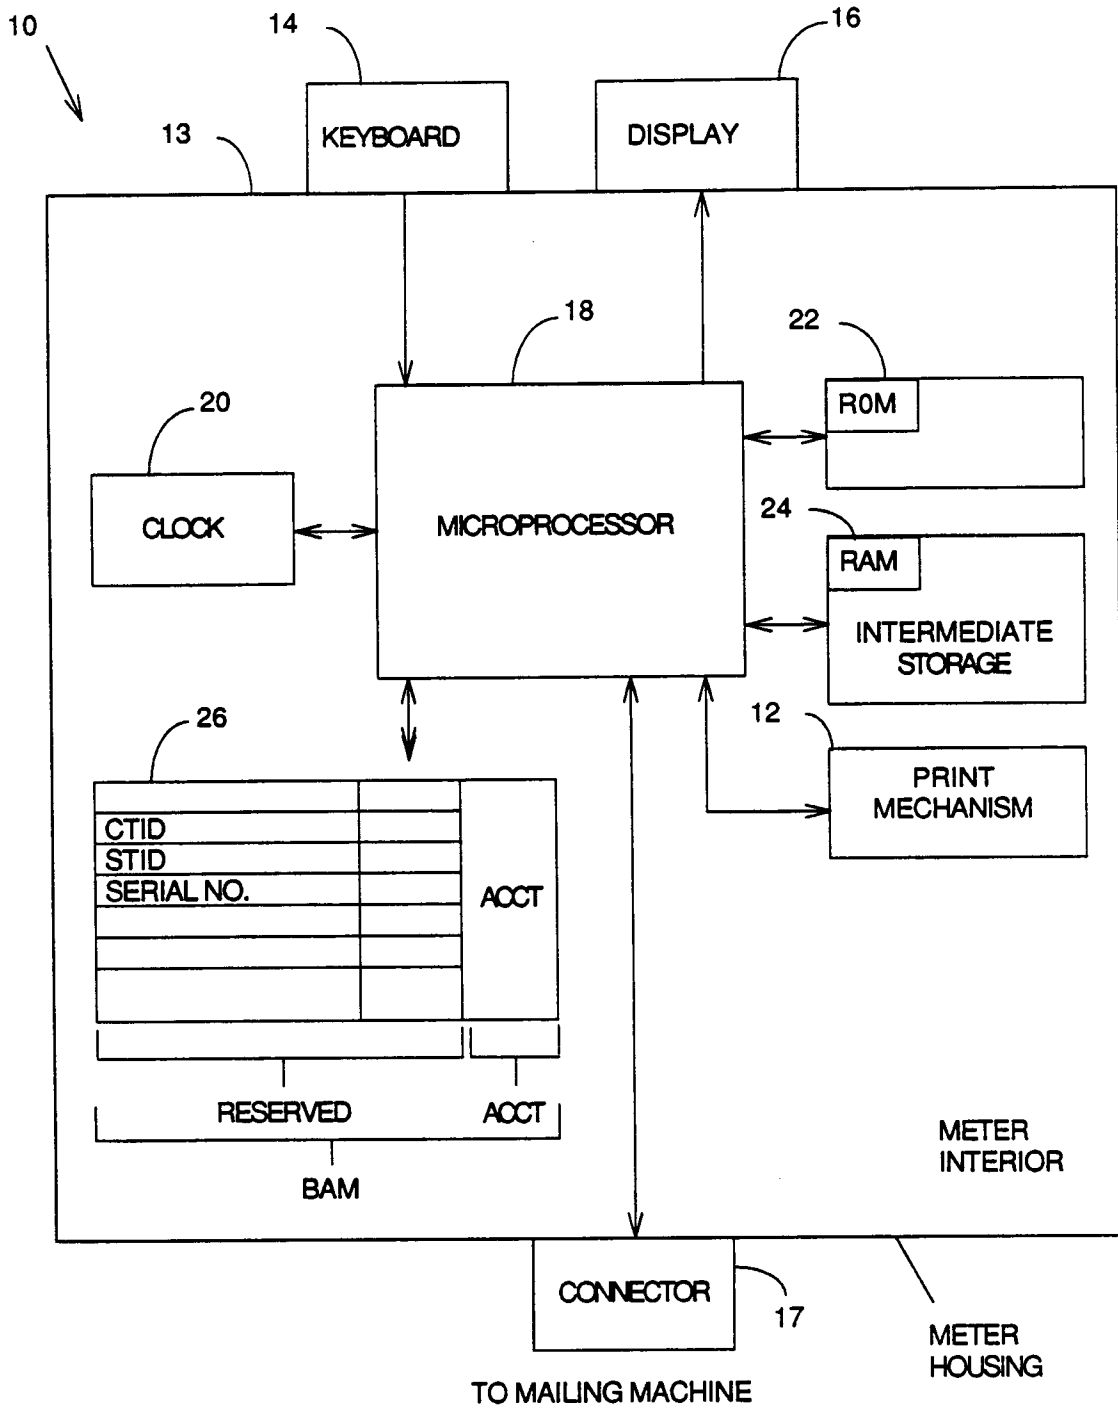 10
14
16
13
KEYBOARD
DISPLAY
18
22
R0M
20
CLOCK
MICROPROCESSOR
24
RAM
INTERMEDIATE
STORAGE
26
12
PRINT
MECHANISM
CTID
STID
SERIAL NO.
ACCT
RESERVED
ACCT
BAM
METER
INTERIOR
CONNECTOR
17
METER
HOUSING
TO MAILING MACHINE